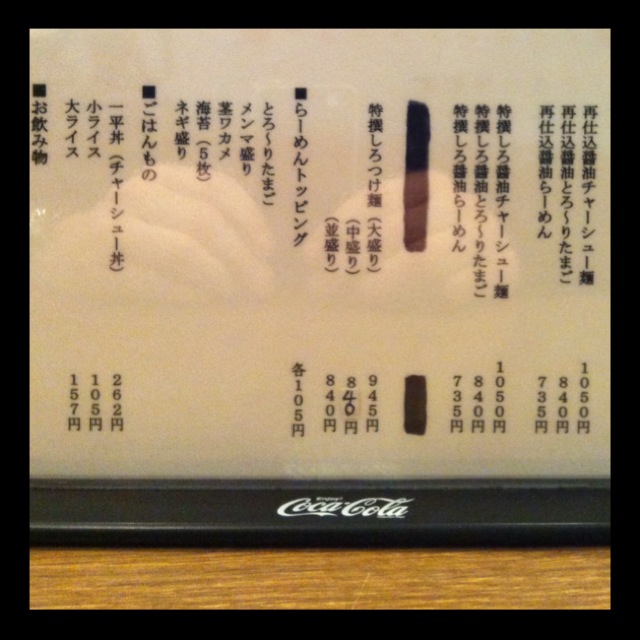 再仕込醤油チャーシュー麺 1050円
再仕込醤油とろ〜りたまご 840円
再仕込醤油らーめん 735円
特撰しろ醤油チャーシュー麺 1050円
特撰しろ醤油とろ〜りたまご 840円
特撰しろ醤油らーめん 735円
特撰しろつけ麺（大盛り） 945円
（中盛り） 840円
（並盛り） 840円
■らーめんトッピング 各105円
とろ〜りたまご
メンマ盛り
茎ワカメ
海苔（5枚）
ネギ盛り
■ごはんもの
一平丼（チャーシュー丼） 262円
小ライス 105円
大ライス 157円
■お飲み物
Enjoy
Coca-Cola